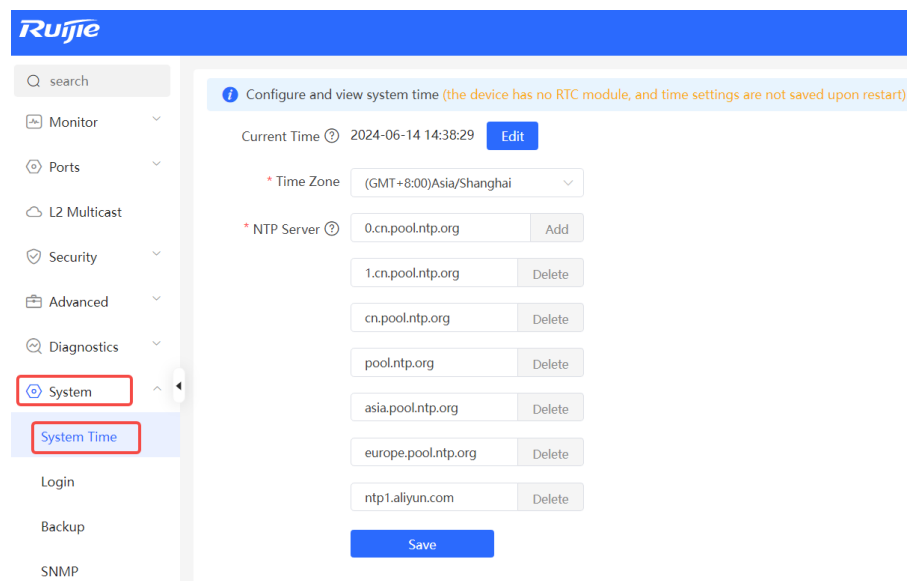 Ruijie
search
Configure and view system time (the device has no RTC module, and time settings are not saved upon restart)
Monitor
Current Time 2024-06-14 14:38:29 Edit
Ports
* Time Zone (GMT+8:00)Asia/Shanghai
L2 Multicast
* NTP Server 0.cn.pool.ntp.org Add
Security
1.cn.pool.ntp.org Delete
Advanced
cn.pool.ntp.org Delete
Diagnostics
pool.ntp.org Delete
System
asia.pool.ntp.org Delete
System Time
europe.pool.ntp.org Delete
Login
ntp1.aliyun.com Delete
Backup
Save
SNMP